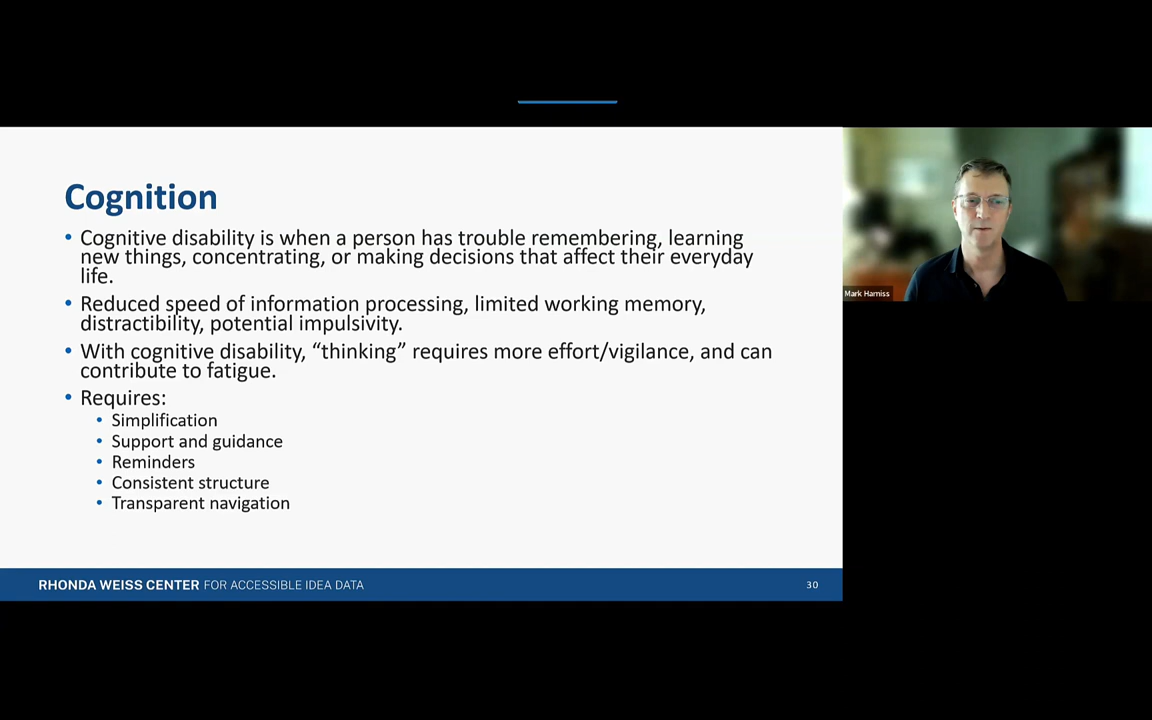 Cognition
• Cognitive disability is when a person has trouble remembering, learning
new things, concentrating, or making decisions that affect their everyday
life.
• Reduced speed of information processing, limited working memory,
distractibility, potential impulsivity.
• With cognitive disability, “thinking” requires more effort/vigilance, and can
contribute to fatigue.
• Requires:
• Simplification
• Support and guidance
• Reminders
• Consistent structure
• Transparent navigation
RHONDA WEISS CENTER FOR ACCESSIBLE IDEA DATA
30
Mark Harniss